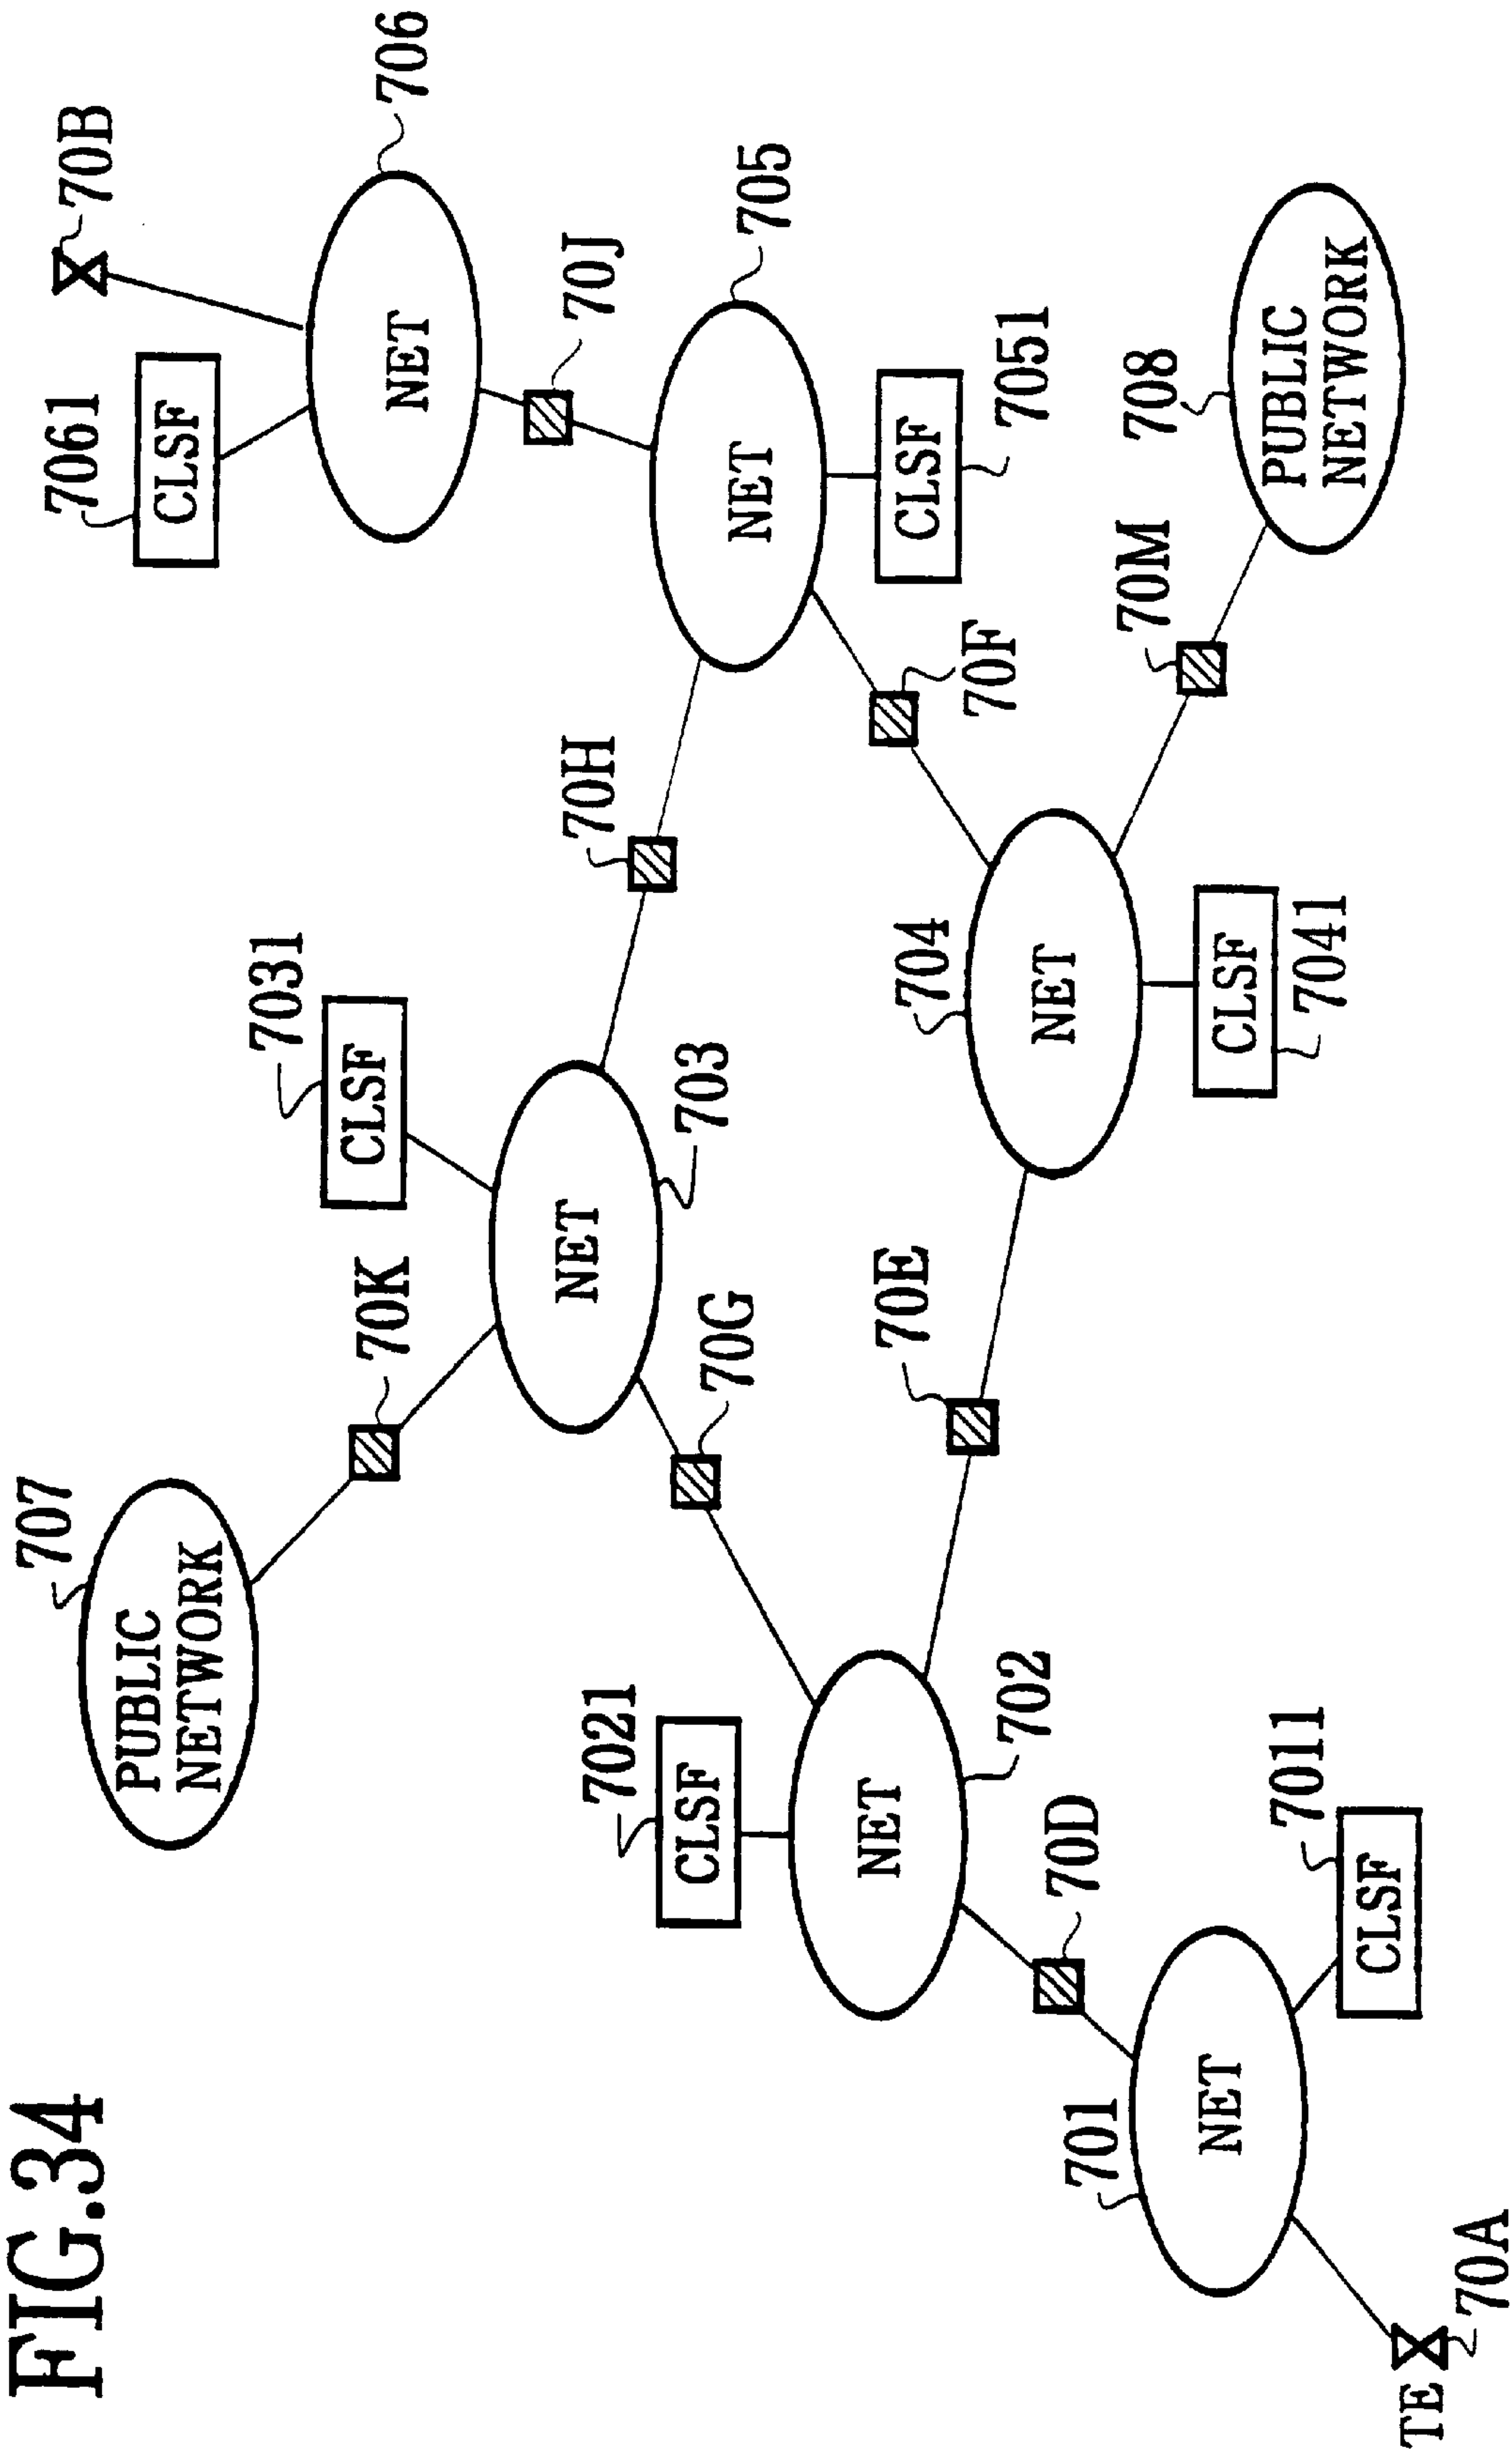 FIG.34
707
PUBLIC
NETWORK
70K
7031
CLSF
7061
CLSF
70B
706
NET
70J
70H
NET
703
70G
7021
CLSF
NET
702
70E
705
NET
CLSF
7051
70F
704
NET
CLSF
7041
70M
708
PUBLIC
NETWORK
70D
7011
CLSF
701
NET
TE
70A